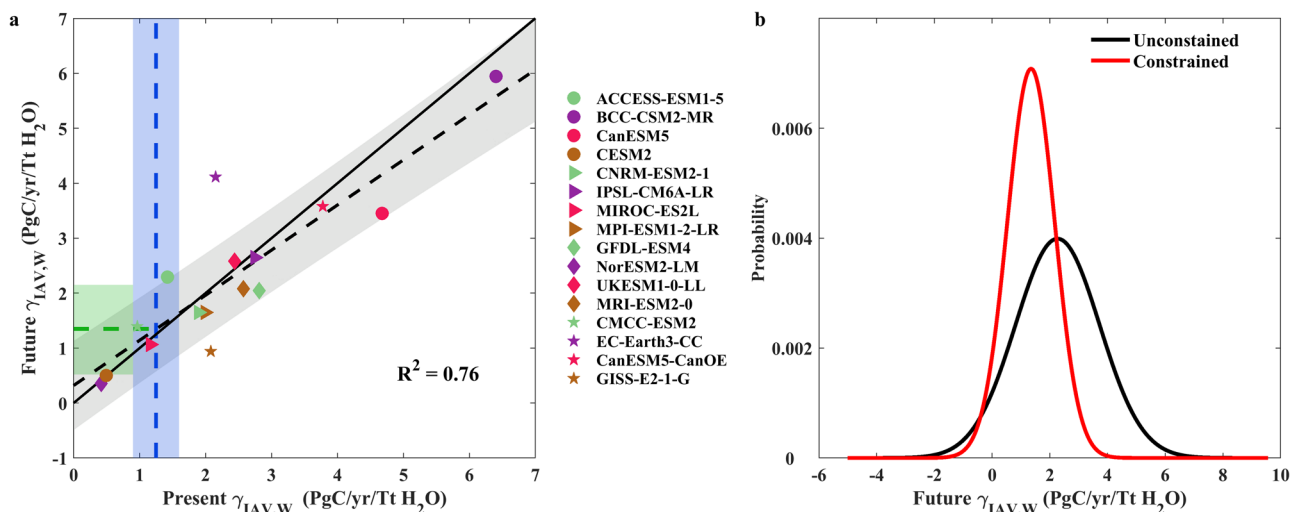 a
7
6
5
4
3
2
1
0
-1
Future γIAV,W (PgC/yr/Tt H2O)
0 1 2 3 4 5 6 7
Present γIAV,W (PgC/yr/Tt H2O)
R2 = 0.76
ACCESS-ESM1-5
BCC-CSM2-MR
CanESM5
CESM2
CNRM-ESM2-1
IPSL-CM6A-LR
MIROC-ES2L
MPI-ESM1-2-LR
GFDL-ESM4
NorESM2-LM
UKESM1-0-LL
MRI-ESM2-0
CMCC-ESM2
EC-Earth3-CC
CanESM5-CanOE
GISS-E2-1-G
b
Unconstained
Constrained
0.006
0.004
0.002
0
Probability
-6 -4 -2 0 2 4 6 8 10
Future γIAV,W (PgC/yr/Tt H2O)